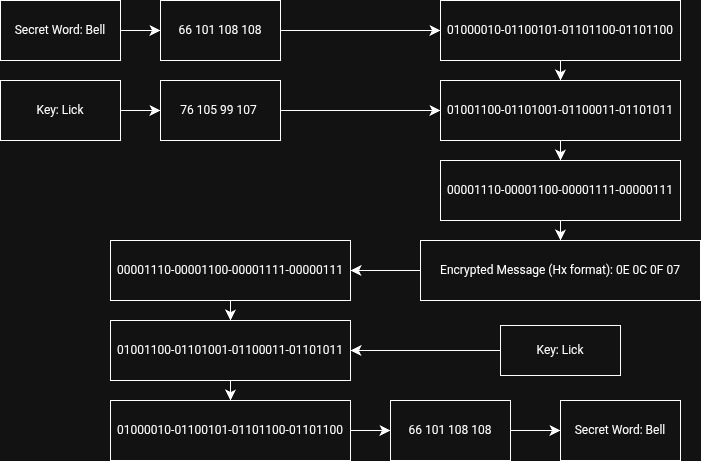 Secret Word: Bell
66 101 108 108
01000010-01100101-01101100-01101100
Key: Lick
76 105 99 107
01001100-01101001-01100011-01101011
00001110-00001100-00001111-00000111
Encrypted Message (Hx format): 0E 0C 0F 07
00001110-00001100-00001111-00000111
Key: Lick
01001100-01101001-01100011-01101011
01000010-01100101-01101100-01101100
66 101 108 108
Secret Word: Bell